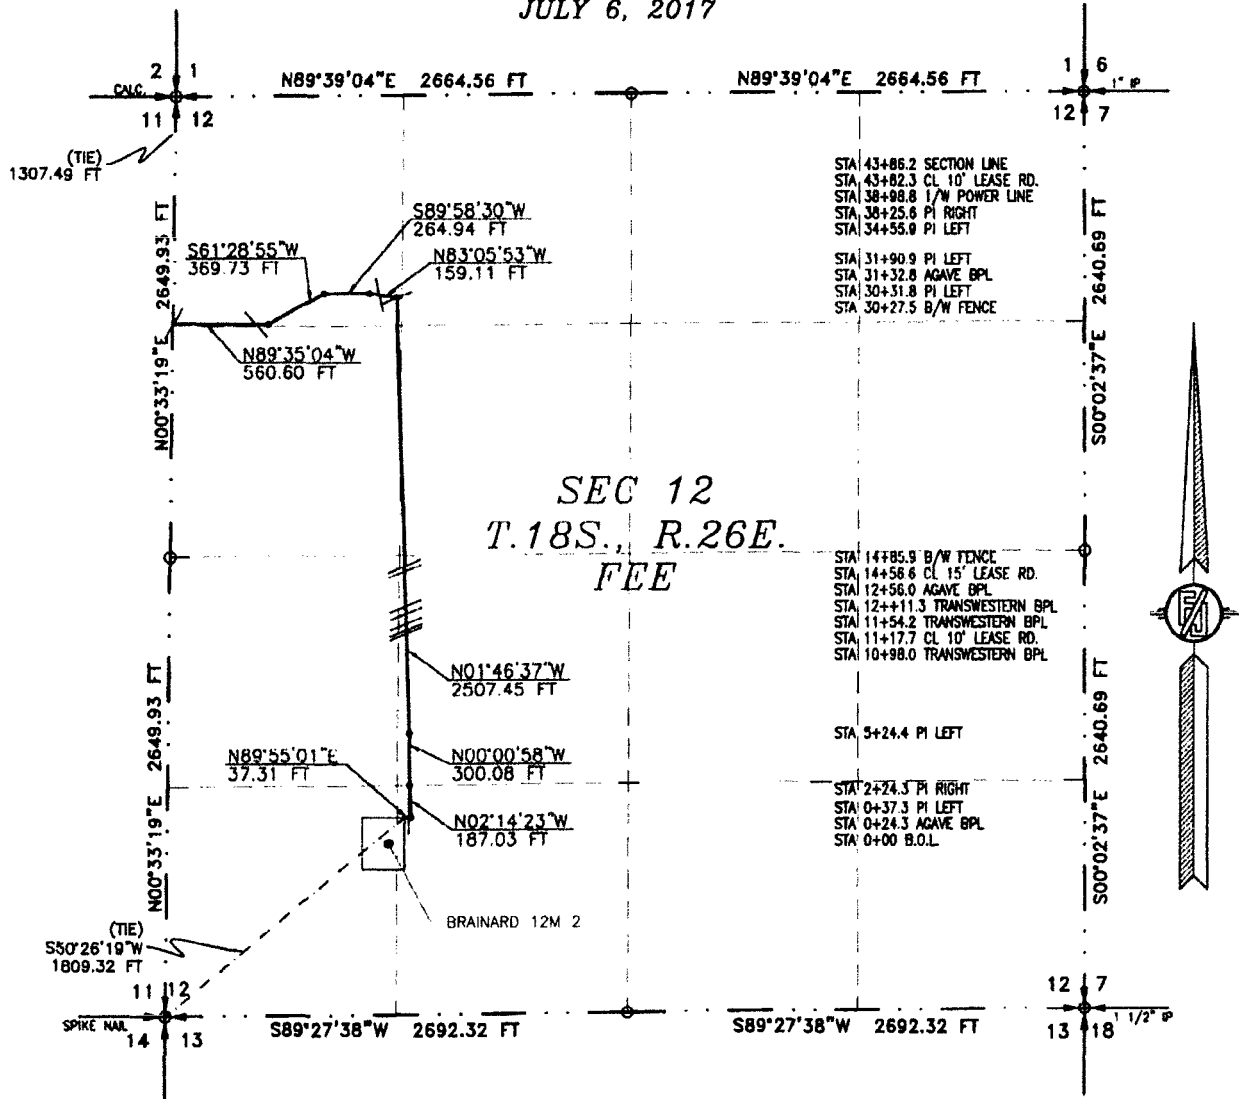 JULY 6, 2017
2 1
N89°39'04"E 2664.56 FT
N89°39'04"E 2664.56 FT
1 6
CALC.
1" IP
11 12
12 7
(TIE)
1307.49 FT
STA 43+86.2 SECTION LINE
STA 43+82.3 CL 10' LEASE RD.
STA 38+98.8 1/W POWER LINE
STA 38+25.6 PI RIGHT
STA 34+55.9 PI LEFT
S89°58'30"W
264.94 FT
S61°28'55"W
369.73 FT
N83°05'53"W
159.11 FT
STA 31+90.9 PI LEFT
STA 31+32.8 AGAVE BPL
STA 30+31.8 PI LEFT
STA 30+27.5 B/W FENCE
N00°33'19"E 2649.93 FT
S00°02'37"E 2640.69 FT
N89°35'04"W
560.60 FT
SEC 12
T.18S., R.26E.
FEE
STA 14+85.9 B/W FENCE
STA 14+56.6 CL 15' LEASE RD.
STA 12+56.0 AGAVE BPL
STA 12++11.3 TRANSWESTERN BPL
STA 11+54.2 TRANSWESTERN BPL
STA 11+17.7 CL 10' LEASE RD.
STA 10+98.0 TRANSWESTERN BPL
N01°46'37"W
2507.45 FT
STA 5+24.4 PI LEFT
N89°55'01"E
37.31 FT
N00°00'58"W
300.08 FT
STA 2+24.3 PI RIGHT
STA 0+37.3 PI LEFT
STA 0+24.3 AGAVE BPL
STA 0+00 B.O.L
N02°14'23"W
187.03 FT
N00°33'19"E 2649.93 FT
S00°02'37"E 2640.69 FT
BRAINARD 12M 2
(TIE)
S50°26'19"W
1809.32 FT
11 12
12 7
SPIKE NAIL
S89°27'38"W 2692.32 FT
S89°27'38"W 2692.32 FT
1 1/2" IP
14 13
13 18